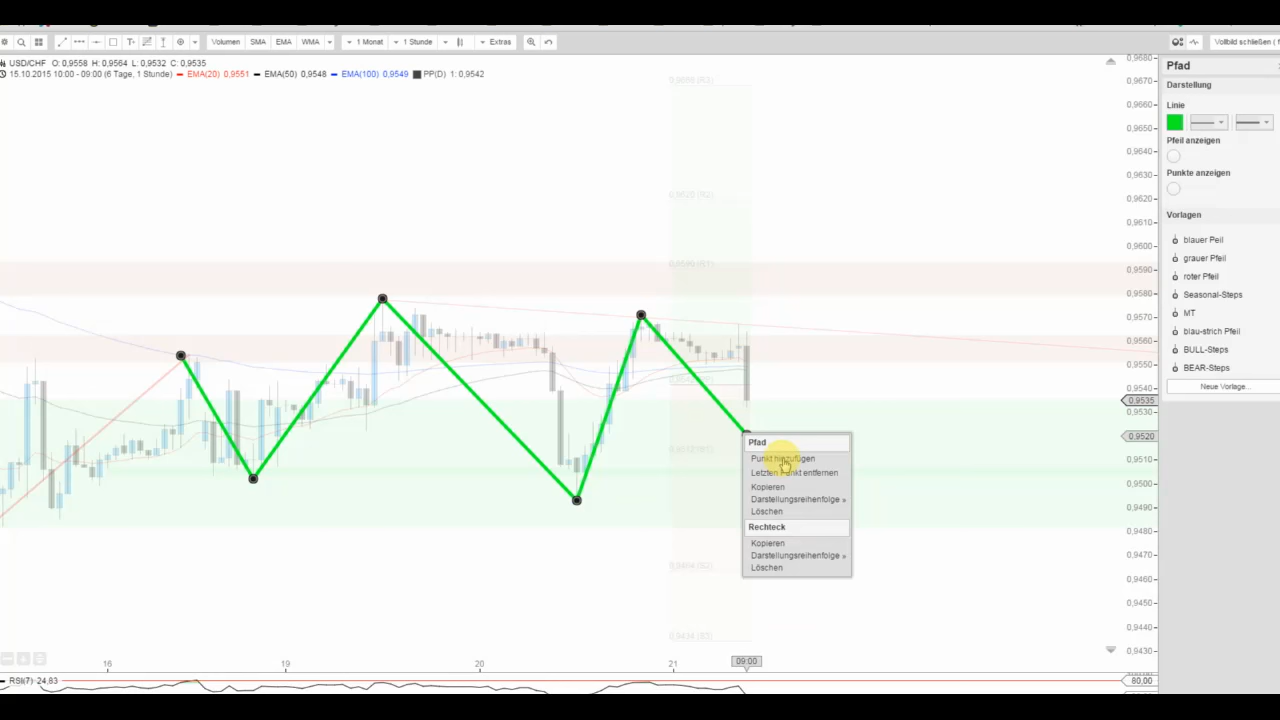 Volumen SMA EMA WMA 1 Monat 1 Stunde Extras Vollbild schließen (
USD/CHF O: 0,9558 H: 0,9564 L: 0,9532 C: 0,9535
15.10.2015 10:00 - 09:00 (6 Tage, 1 Stunde) EMA(20) 0,9551 EMA(50) 0,9548 EMA(100) 0,9549 PP(D) 1: 0,9542
0,9620 (R2)
0,9680
0,9670
0,9660
0,9650
0,9640
0,9630
0,9620
0,9610
0,9600
0,9590
0,9580
0,9570
0,9560
0,9550
0,9540
0,9535
0,9530
0,9520
0,9510
0,9500
0,9490
0,9480
0,9470
0,9460
0,9450
0,9440
0,9430
Pfad
Darstellung
Linie
Pfeil anzeigen
Punkte anzeigen
Vorlagen
blauer Peil
grauer Pfeil
roter Pfeil
Seasonal-Steps
MT
blau-strich Pfeil
BULL-Steps
BEAR-Steps
Neue Vorlage...
Pfad
Punkt hinzufügen
Letzten Punkt entfernen
Kopieren
Darstellungsreihenfolge »
Löschen
Rechteck
Kopieren
Darstellungsreihenfolge »
Löschen
16 19 20 21 09:00
RSI(7) 24,83
80,00